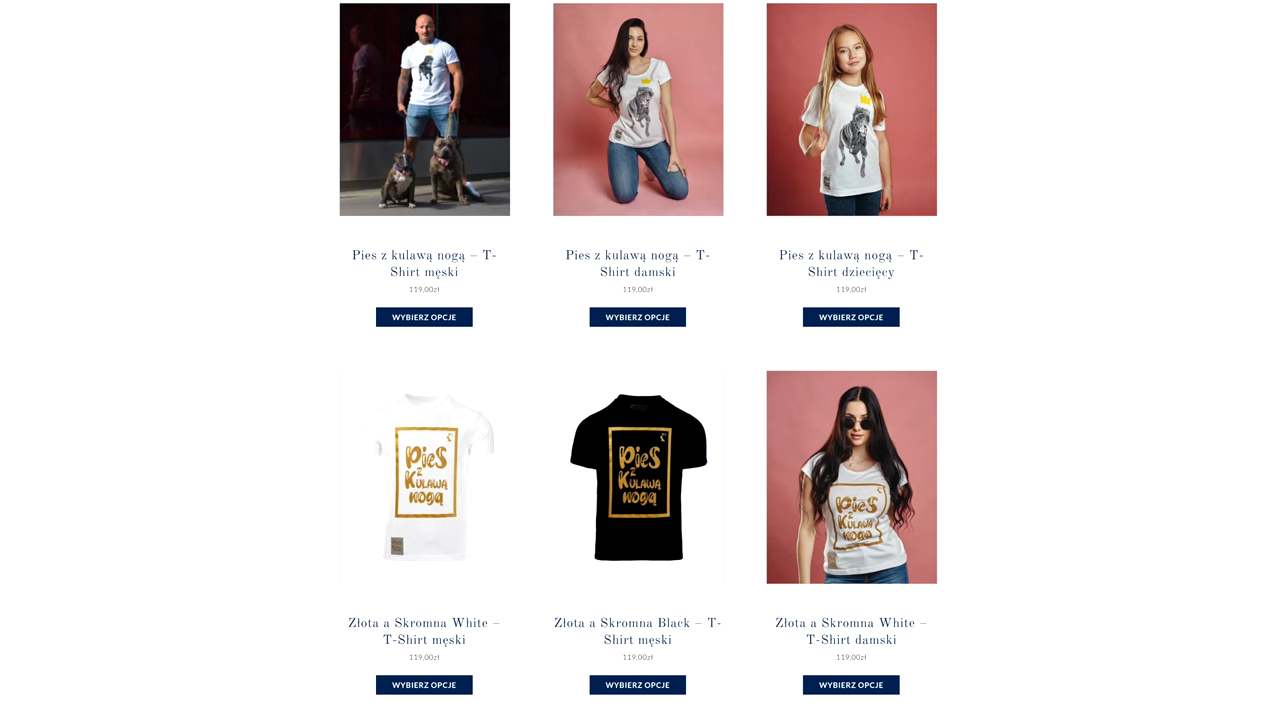 Pies z kulawą nogą – T-
Shirt męski
119,00zł
WYBIERZ OPCJE
Pies z kulawą nogą – T-
Shirt damski
119,00zł
WYBIERZ OPCJE
Pies z kulawą nogą – T-
Shirt dziecięcy
119,00zł
WYBIERZ OPCJE
Pies
z
Kulawą
nogą
Złota a Skromna White –
T-Shirt męski
119,00zł
WYBIERZ OPCJE
Pies
z
Kulawą
nogą
Złota a Skromna Black – T-
Shirt męski
119,00zł
WYBIERZ OPCJE
Pies
z
Kulawą
nogą
Złota a Skromna White –
T-Shirt damski
119,00zł
WYBIERZ OPCJE